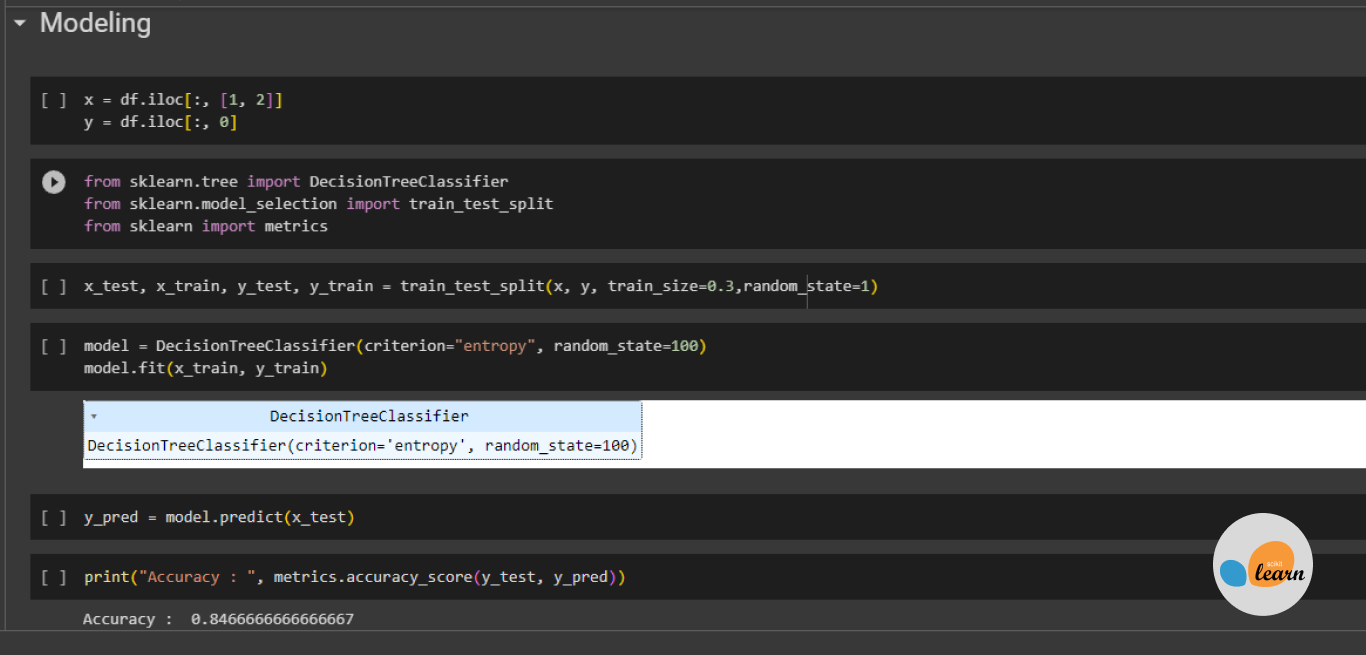 Modeling
[ ] x = df.iloc[:, [1, 2]]
y = df.iloc[:, 0]
from sklearn.tree import DecisionTreeClassifier
from sklearn.model_selection import train_test_split
from sklearn import metrics
[ ] x_test, x_train, y_test, y_train = train_test_split(x, y, train_size=0.3,random_state=1)
[ ] model = DecisionTreeClassifier(criterion="entropy", random_state=100)
model.fit(x_train, y_train)
DecisionTreeClassifier
DecisionTreeClassifier(criterion='entropy', random_state=100)
[ ] y_pred = model.predict(x_test)
[ ] print("Accuracy : ", metrics.accuracy_score(y_test, y_pred))
Accuracy :  0.8466666666666667
scikit
learn